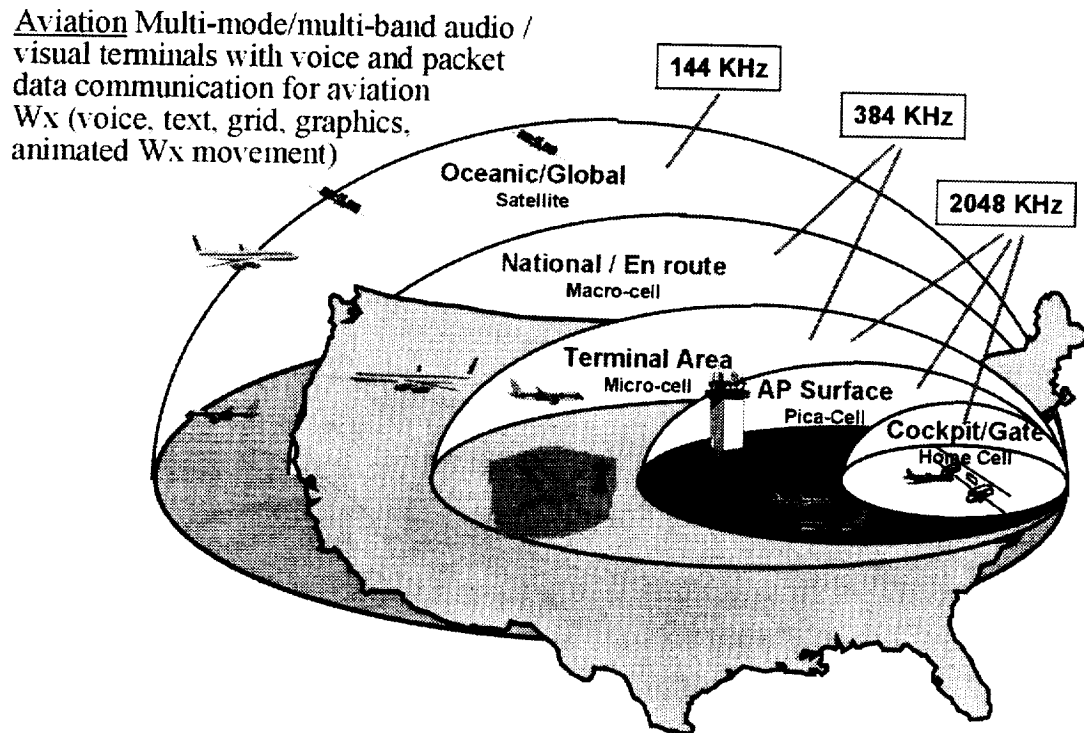 Aviation Multi-mode/multi-band audio /
visual terminals with voice and packet
data communication for aviation
Wx (voice, text, grid, graphics,
animated Wx movement)
144 KHz
384 KHz
2048 KHz
Oceanic/Global
Satellite
National / En route
Macro-cell
Terminal Area
Micro-cell
AP Surface
Pica-Cell
Cockpit/Gate
Home Cell